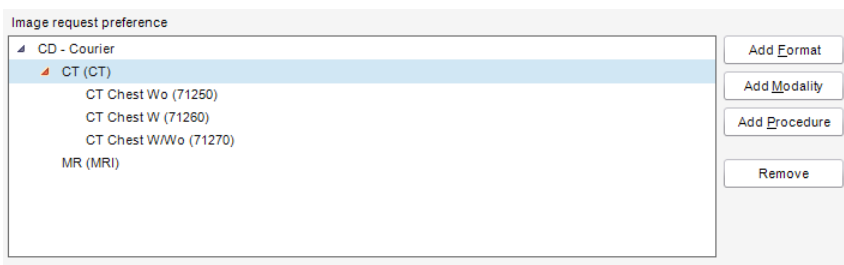 Image request preference
CD - Courier
Add Format
CT (CT)
CT Chest Wo (71250)
Add Modality
CT Chest W (71260)
Add Procedure
CT Chest W/Wo (71270)
MR (MRI)
Remove